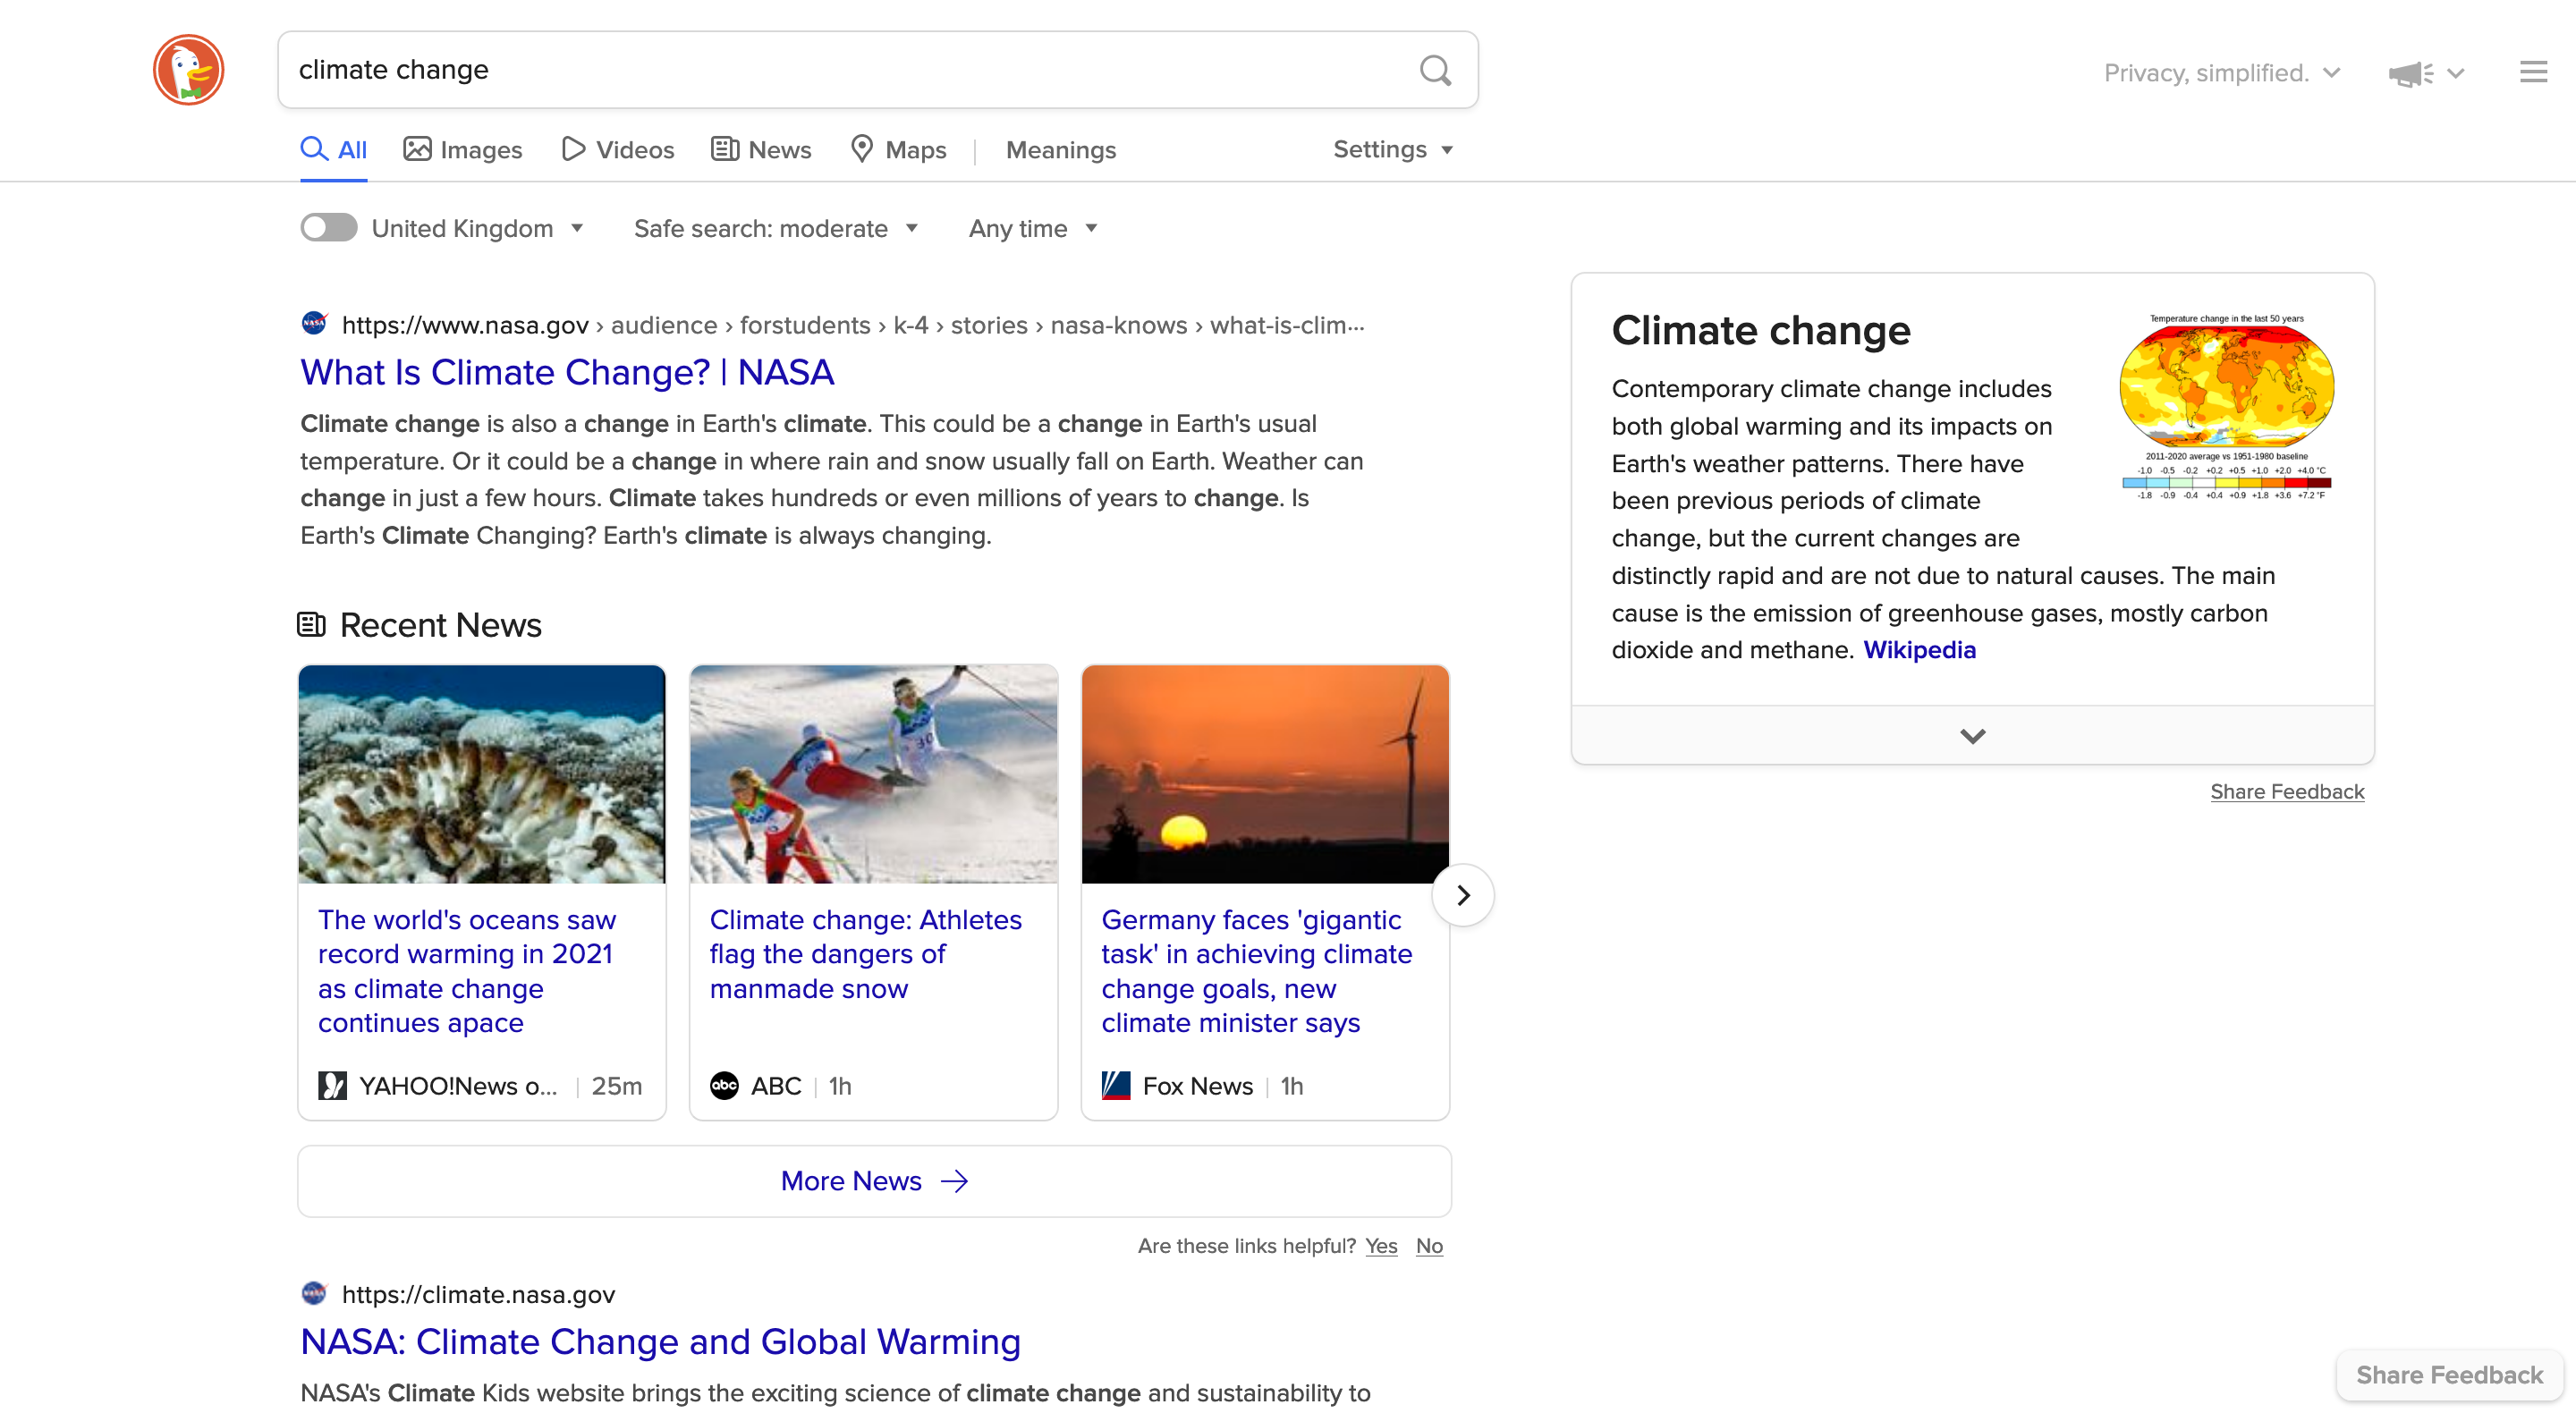 climate change
Privacy, simplified.
All
Images
Videos
News
Maps
Meanings
Settings
United Kingdom
Safe search: moderate
Any time
NASA
https://www.nasa.gov › audience › forstudents › k-4 › stories › nasa-knows › what-is-clim···
What Is Climate Change? | NASA
Climate change is also a change in Earth's climate. This could be a change in Earth's usual
temperature. Or it could be a change in where rain and snow usually fall on Earth. Weather can
change in just a few hours. Climate takes hundreds or even millions of years to change. Is
Earth's Climate Changing? Earth's climate is always changing.
Recent News
The world's oceans saw
record warming in 2021
as climate change
continues apace
YAHOO!News o... | 25m
30
Climate change: Athletes
flag the dangers of
manmade snow
abc
ABC | 1h
Germany faces 'gigantic
task' in achieving climate
change goals, new
climate minister says
Fox News | 1h
More News
Are these links helpful? Yes No
NASA
https://climate.nasa.gov
NASA: Climate Change and Global Warming
NASA's Climate Kids website brings the exciting science of climate change and sustainability to
Climate change
Contemporary climate change includes
both global warming and its impacts on
Earth's weather patterns. There have
been previous periods of climate
change, but the current changes are
distinctly rapid and are not due to natural causes. The main
cause is the emission of greenhouse gases, mostly carbon
dioxide and methane. Wikipedia
Temperature change in the last 50 years
2011-2020 average vs 1951-1980 baseline
-1.0 -0.5 -0.2 +0.2 +0.5 +1.0 +2.0 +4.0 °C
-1.8 -0.9 -0.4 +0.4 +0.9 +1.8 +3.6 +7.2 °F
Share Feedback
Share Feedback